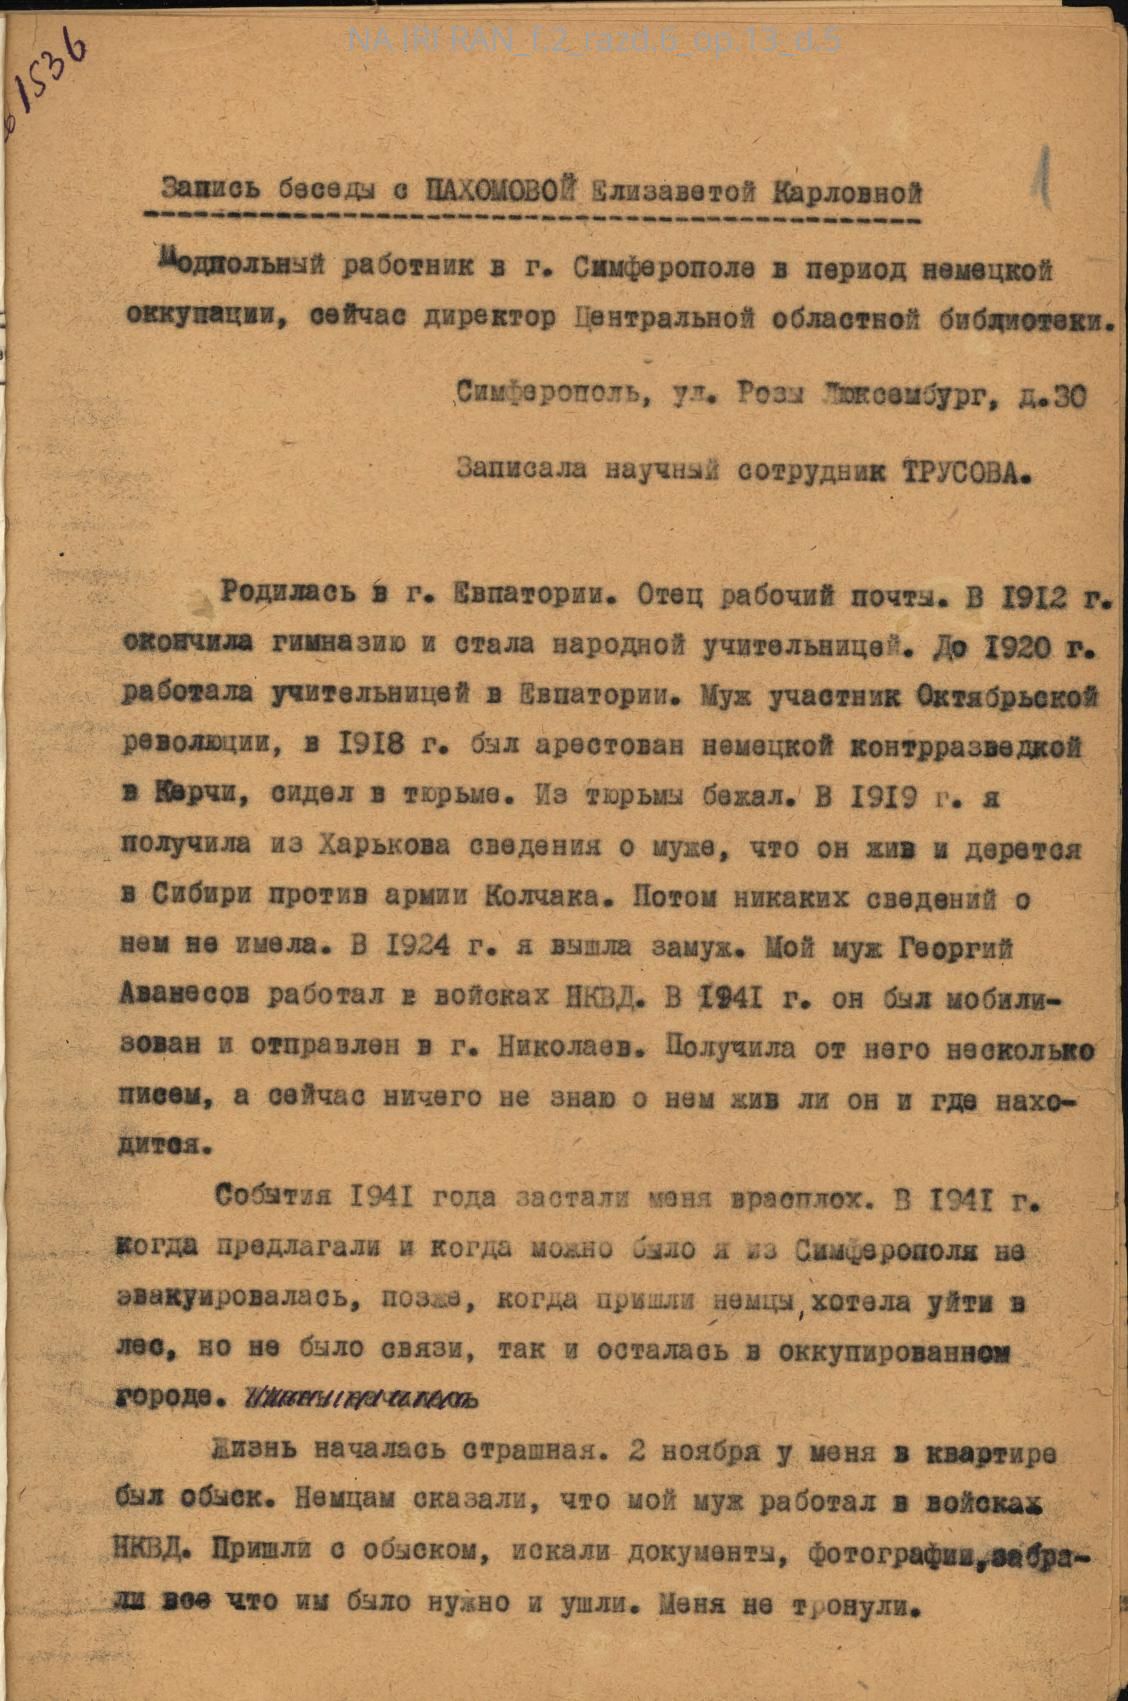 NA IRI RAN_f.2_razd.6_op.13_d.5
1536
1
Запись беседы с ПАХОМОВОЙ Елизаветой Карловной
Подпольный работник в г. Симферополе в период немецкой
оккупации, сейчас директор Центральной областной библиотеки.
Симферополь, ул. Розы Люксембург, д.30
Записала научный сотрудник ТРУСОВА.
Родилась в г. Евпатории. Отец рабочий почты. В 1912 г.
окончила гимназию и стала народной учительницей. До 1920 г.
работала учительницей в Евпатории. Муж участник Октябрьской
революции, в 1918 г. был арестован немецкой контрразведкой
в Керчи, сидел в тюрьме. Из тюрьмы бежал. В 1919 г. я
получила из Харькова сведения о муже, что он жив и дерется
в Сибири против армии Колчака. Потом никаких сведений о
нем не имела. В 1924 г. я вышла замуж. Мой муж Георгий
Аванесов работал в войсках НКВД. В 1941 г. он был мобили-
зован и отправлен в г. Николаев. Получила от него несколько
писем, а сейчас ничего не знаю о нем жив ли он и где нахо-
дится.
События 1941 года застали меня врасплох. В 1941 г.
когда предлагали и когда можно было я из Симферополя не
эвакуировалась, позже, когда пришли немцы, хотела уйти в
лес, но не было связи, так и осталась в оккупированном
городе.
Жизнь началась страшная. 2 ноября у меня в квартире
был обыск. Немцам сказали, что мой муж работал в войсках
НКВД. Пришли с обыском, искали документы, фотографии, забра-
ли все что им было нужно и ушли. Меня не тронули.